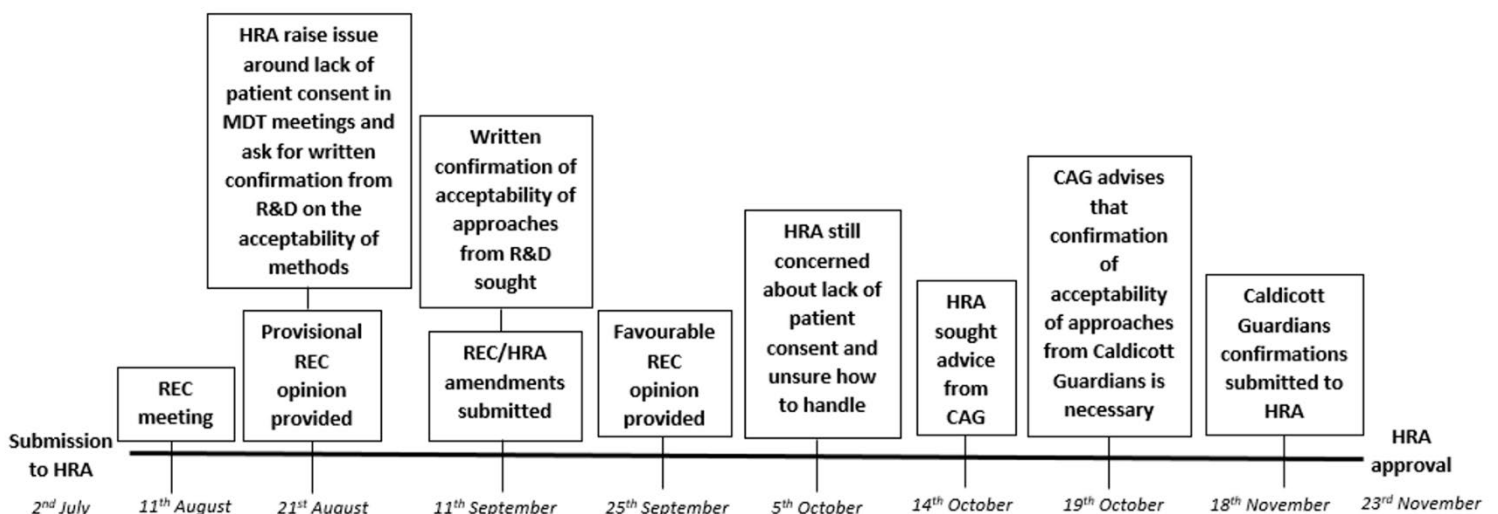 Submission
to HRA
2nd July
REC
meeting
11th August
HRA raise issue
around lack of
patient consent in
MDT meetings and
ask for written
confirmation from
R&D on the
acceptability of
methods
Provisional
REC
opinion
provided
21st August
Written
confirmation of
acceptability of
approaches
from R&D
sought
REC/HRA
amendments
submitted
11th September
Favourable
REC
opinion
provided
25th September
HRA still
concerned
about lack of
patient
consent and
unsure how
to handle
5th October
HRA
sought
advice
from
CAG
14th October
CAG advises
that
confirmation
of
acceptability
of approaches
from Caldicott
Guardians is
necessary
19th October
Caldicott
Guardians
confirmations
submitted to
HRA
18th November
HRA
approval
23rd November